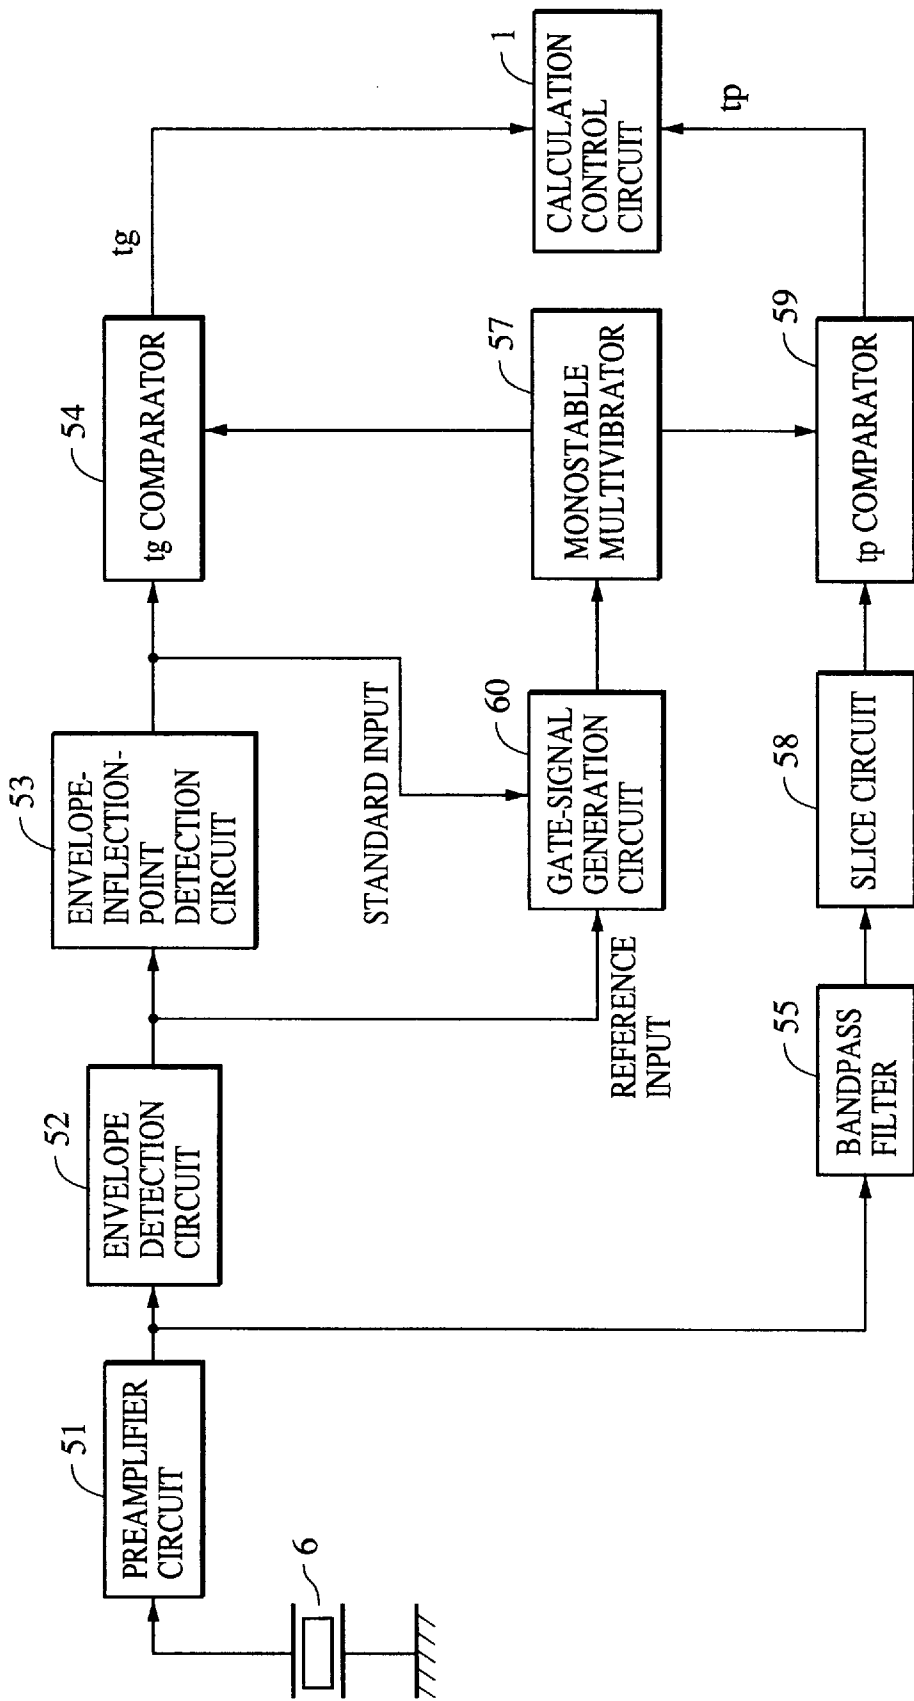 6
51
PREAMPLIFIER
CIRCUIT
52
ENVELOPE
DETECTION
CIRCUIT
53
ENVELOPE-
INFLECTION-
POINT
DETECTION
CIRCUIT
54
tg COMPARATOR
tg
STANDARD INPUT
REFERENCE
INPUT
60
GATE-SIGNAL
GENERATION
CIRCUIT
57
MONOSTABLE
MULTIVIBRATOR
1
CALCULATION
CONTROL
CIRCUIT
55
BANDPASS
FILTER
58
SLICE CIRCUIT
59
tp COMPARATOR
tp